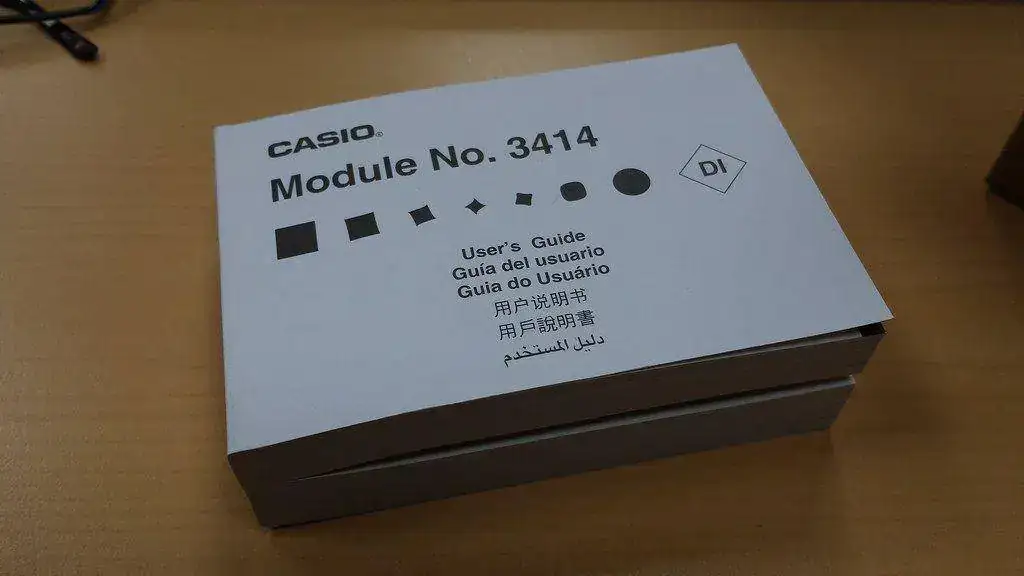 CASIO®
Module No. 3414
DI
User's Guide
Guía del usuario
Guia do Usuário
用户说明书
用戶說明書
دليل المستخدم